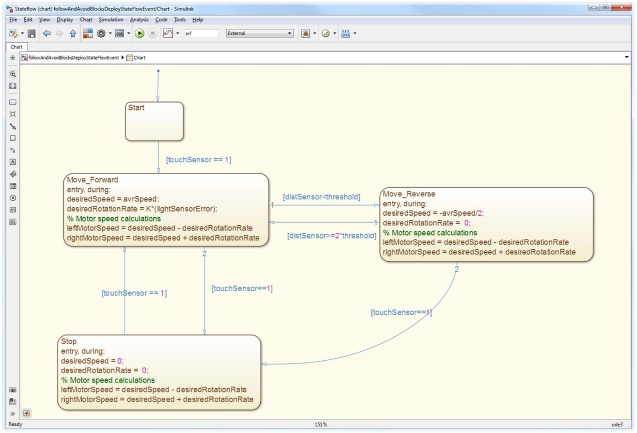 Stateflow (chart) followAndAvoidBlocksDeployStateFlowEvent/Chart - Simulink
File Edit View Display Chart Simulation Analysis Code Tools Help
inf External
Chart
followAndAvoidBlocksDeployStateFlowEvent Chart
Start
[touchSensor == 1]
Move_Forward
entry, during:
desiredSpeed = avrSpeed;
desiredRotationRate = K*(lightSensorError);
% Motor speed calculations
leftMotorSpeed = desiredSpeed - desiredRotationRate
rightMotorSpeed = desiredSpeed + desiredRotationRate
1
[distSensor<threshold]
1
[distSensor>=2*threshold]
Move_Reverse
entry, during:
desiredSpeed = -avrSpeed/2;
desiredRotationRate = 0;
% Motor speed calculations
leftMotorSpeed = desiredSpeed - desiredRotationRate
rightMotorSpeed = desiredSpeed + desiredRotationRate
2
2
[touchSensor == 1]
[touchSensor==1]
[touchSensor==1]
Stop
entry, during:
desiredSpeed = 0;
desiredRotationRate = 0;
% Motor speed calculations
leftMotorSpeed = desiredSpeed - desiredRotationRate
rightMotorSpeed = desiredSpeed + desiredRotationRate
Ready 151% ode3